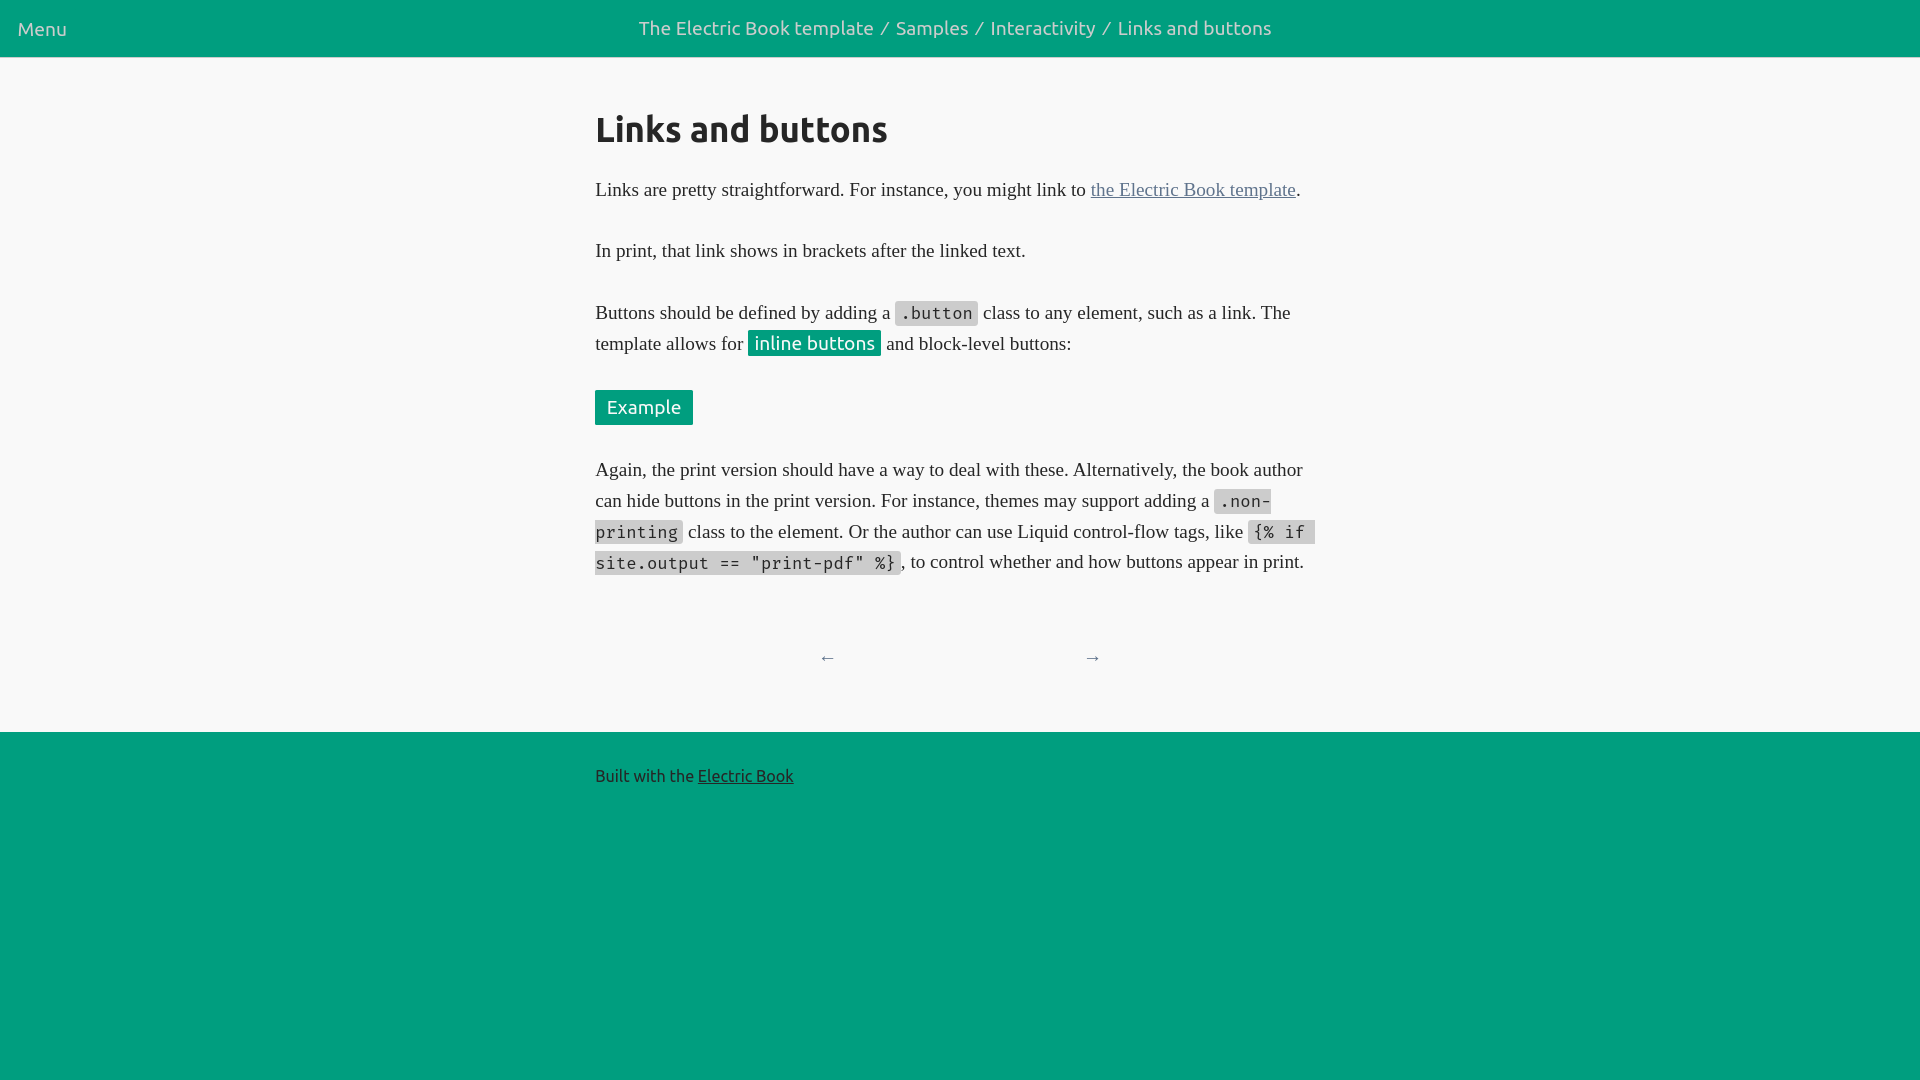 Menu
The Electric Book template / Samples / Interactivity / Links and buttons
Links and buttons
Links are pretty straightforward. For instance, you might link to the Electric Book template.
In print, that link shows in brackets after the linked text.
Buttons should be defined by adding a .button class to any element, such as a link. The
template allows for inline buttons and block-level buttons:
Example
Again, the print version should have a way to deal with these. Alternatively, the book author
can hide buttons in the print version. For instance, themes may support adding a .non-
printing class to the element. Or the author can use Liquid control-flow tags, like {% if
site.output == "print-pdf" %}, to control whether and how buttons appear in print.
← →
Built with the Electric Book